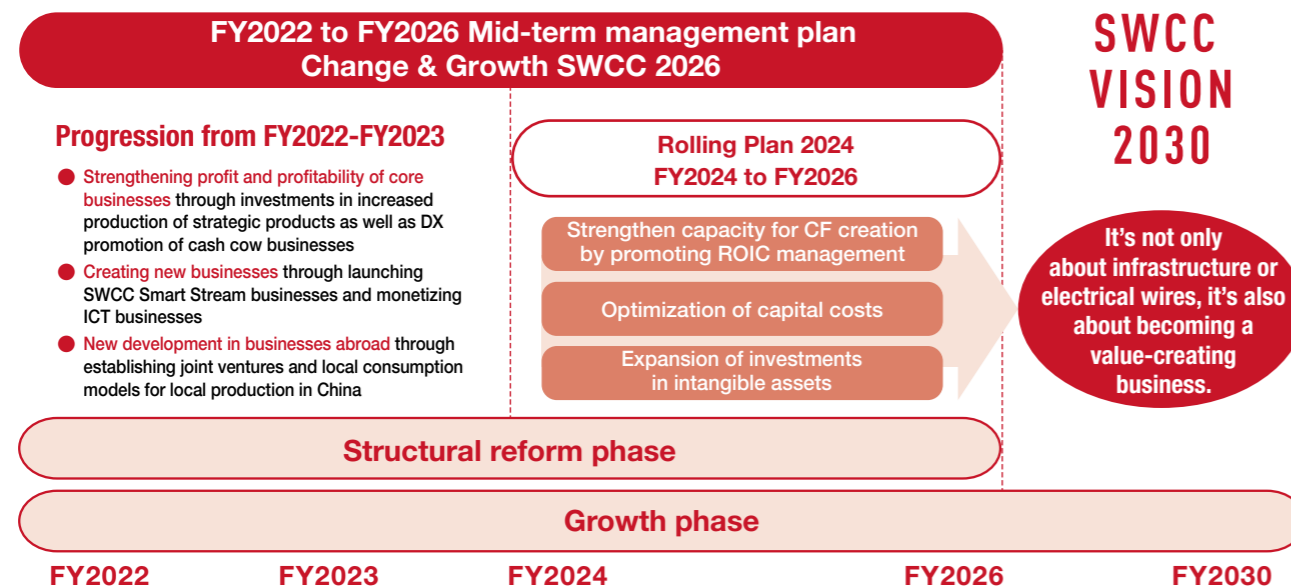 FY2022 to FY2026 Mid-term management plan
Change & Growth SWCC 2026
SWCC
VISION
2030
Progression from FY2022-FY2023
● Strengthening profit and profitability of core
businesses through investments in increased
production of strategic products as well as DX
promotion of cash cow businesses
● Creating new businesses through launching
SWCC Smart Stream businesses and monetizing
ICT businesses
● New development in businesses abroad through
establishing joint ventures and local consumption
models for local production in China
Rolling Plan 2024
FY2024 to FY2026
Strengthen capacity for CF creation
by promoting ROIC management
Optimization of capital costs
Expansion of investments
in intangible assets
It's not only
about infrastructure or
electrical wires, it's also
about becoming a
value-creating
business.
Structural reform phase
Growth phase
FY2022
FY2023
FY2024
FY2026
FY2030